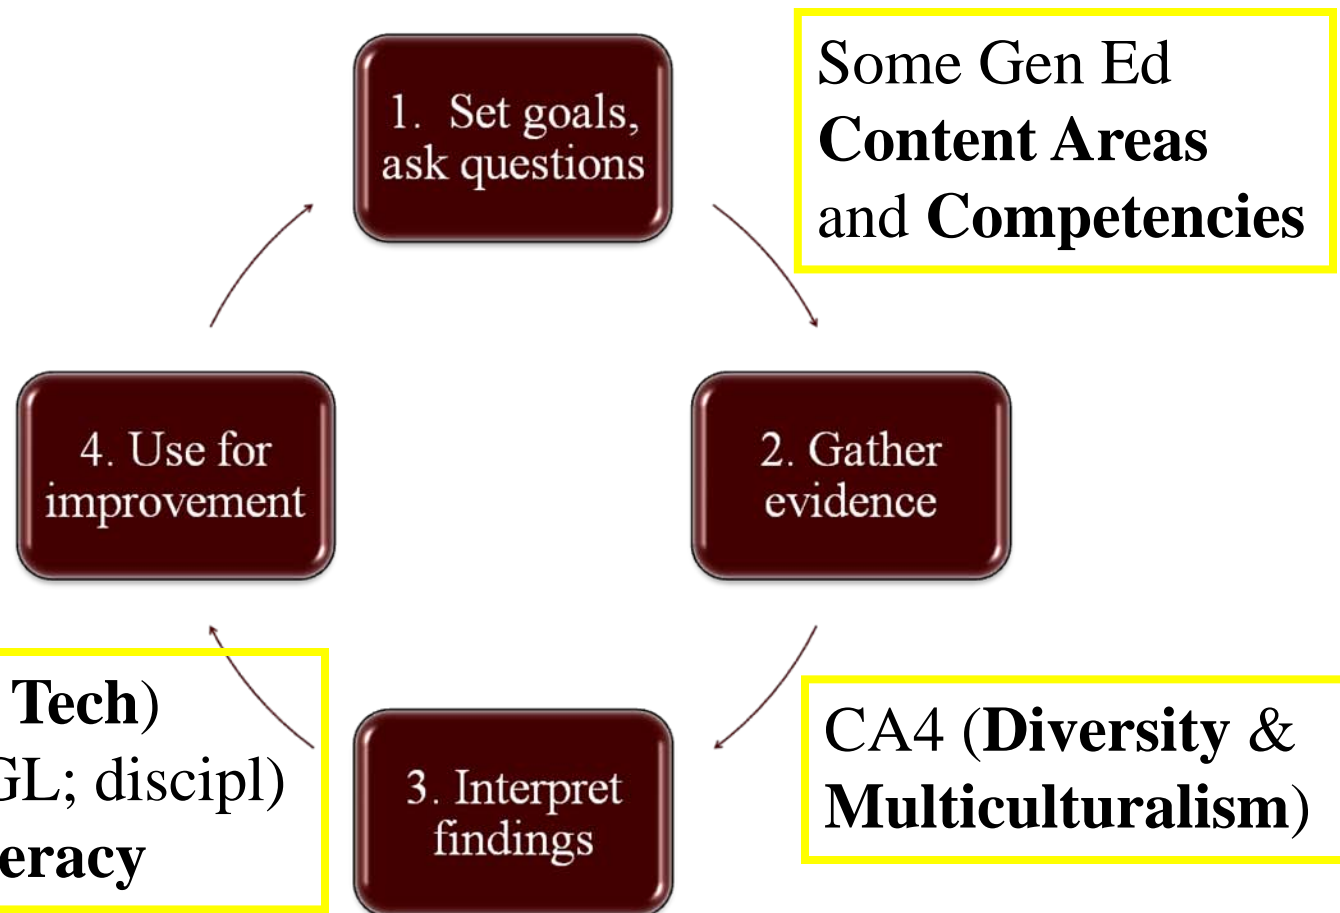 1. Set goals,
ask questions
Some Gen Ed
Content Areas
and Competencies
4. Use for
improvement
2. Gather
evidence
Tech)
GL; discipl)
eracy
3. Interpret
findings
CA4 (Diversity &
Multiculturalism)